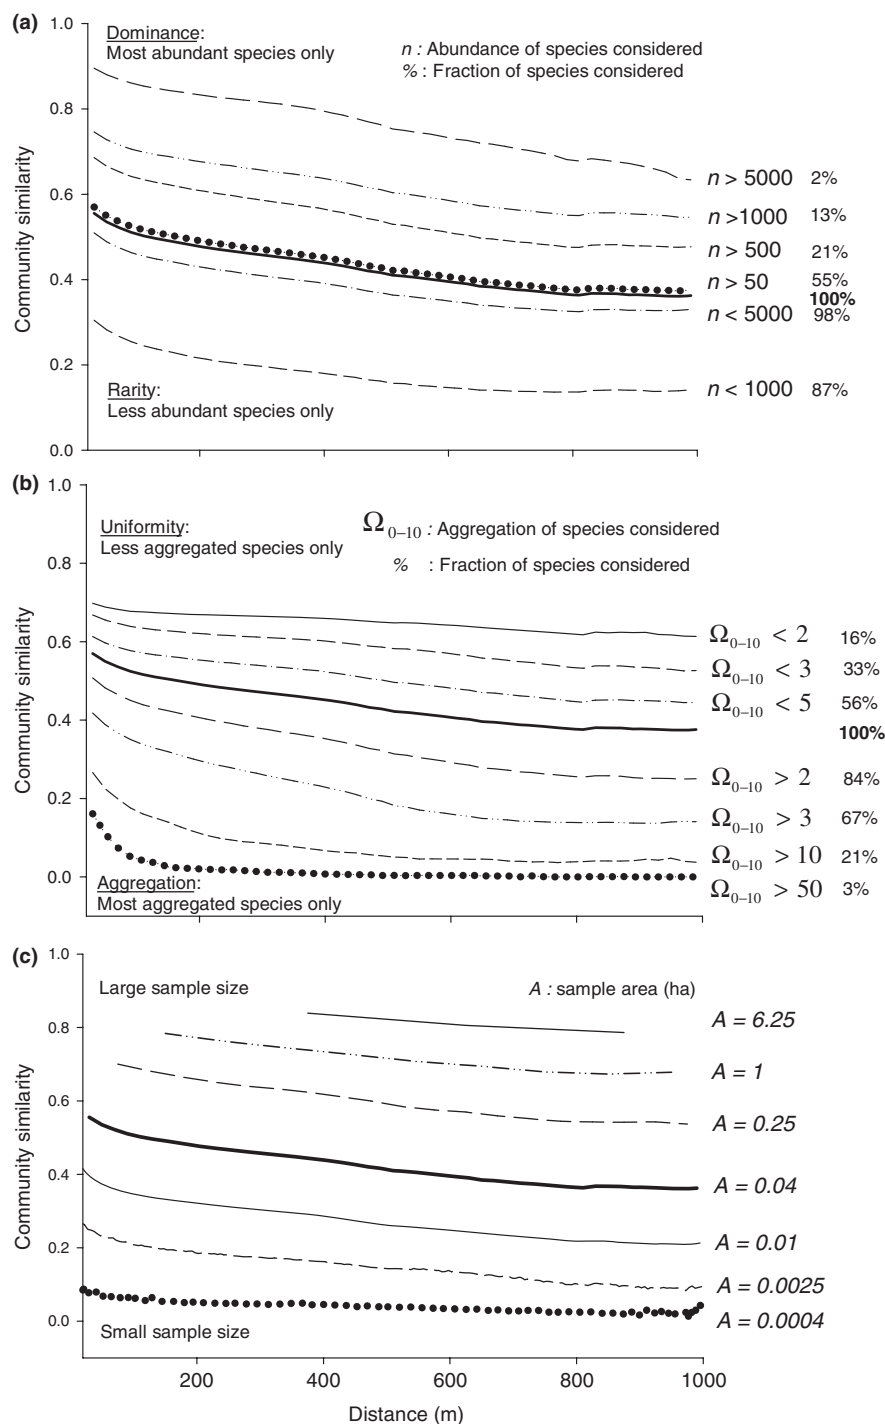 (a)
1.0
0.8
0.6
0.4
0.2
0.0
Community similarity
Dominance:
Most abundant species only
n : Abundance of species considered
% : Fraction of species considered
n > 5000 2%
n >1000 13%
n > 500 21%
n > 50 55%
100%
n < 5000 98%
n < 1000 87%
Rarity:
Less abundant species only
(b)
1.0
0.8
0.6
0.4
0.2
0.0
Community similarity
Uniformity:
Less aggregated species only
Ω0–10 : Aggregation of species considered
% : Fraction of species considered
Ω0–10 < 2 16%
Ω0–10 < 3 33%
Ω0–10 < 5 56%
100%
Ω0–10 > 2 84%
Ω0–10 > 3 67%
Ω0–10 > 10 21%
Ω0–10 > 50 3%
Aggregation:
Most aggregated species only
(c)
1.0
0.8
0.6
0.4
0.2
0.0
Community similarity
Large sample size
A : sample area (ha)
A = 6.25
A = 1
A = 0.25
A = 0.04
A = 0.01
A = 0.0025
A = 0.0004
Small sample size
200 400 600 800 1000
Distance (m)